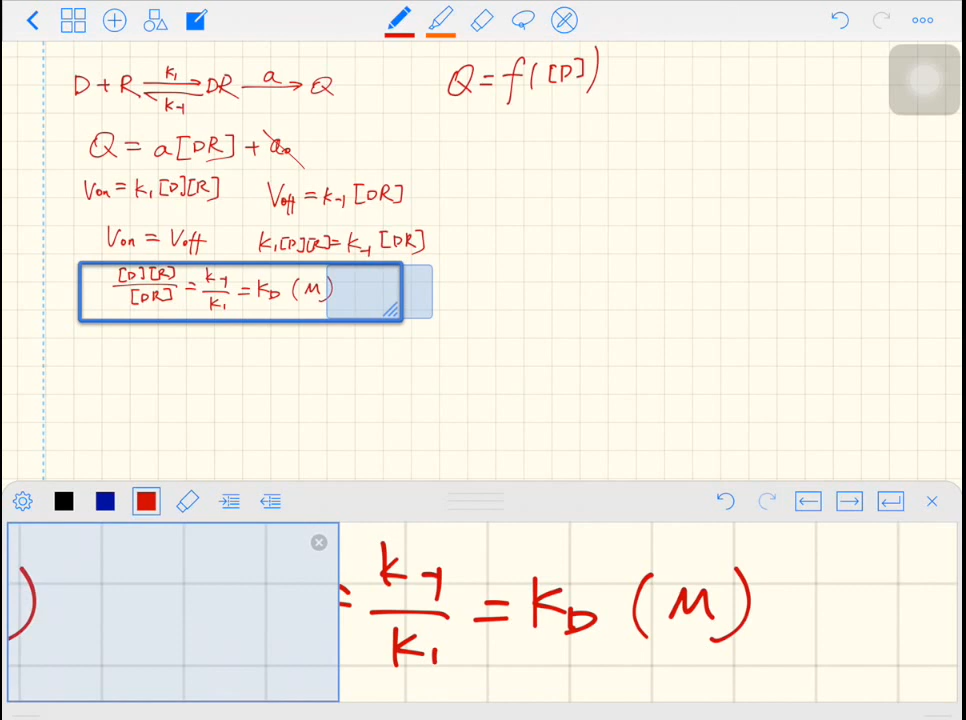 D + R ⇌ DR → Q
k₁
k₋₁
a
Q = f([D])
Q = a[DR] + a₀
Von = k₁[D][R]
Voff = k₋₁[DR]
Von = Voff
k₁[D][R] = k₋₁[DR]
[D][R]/[DR] = k₋₁/k₁ = KD (M)
) = k₋₁/k₁ = KD (M)